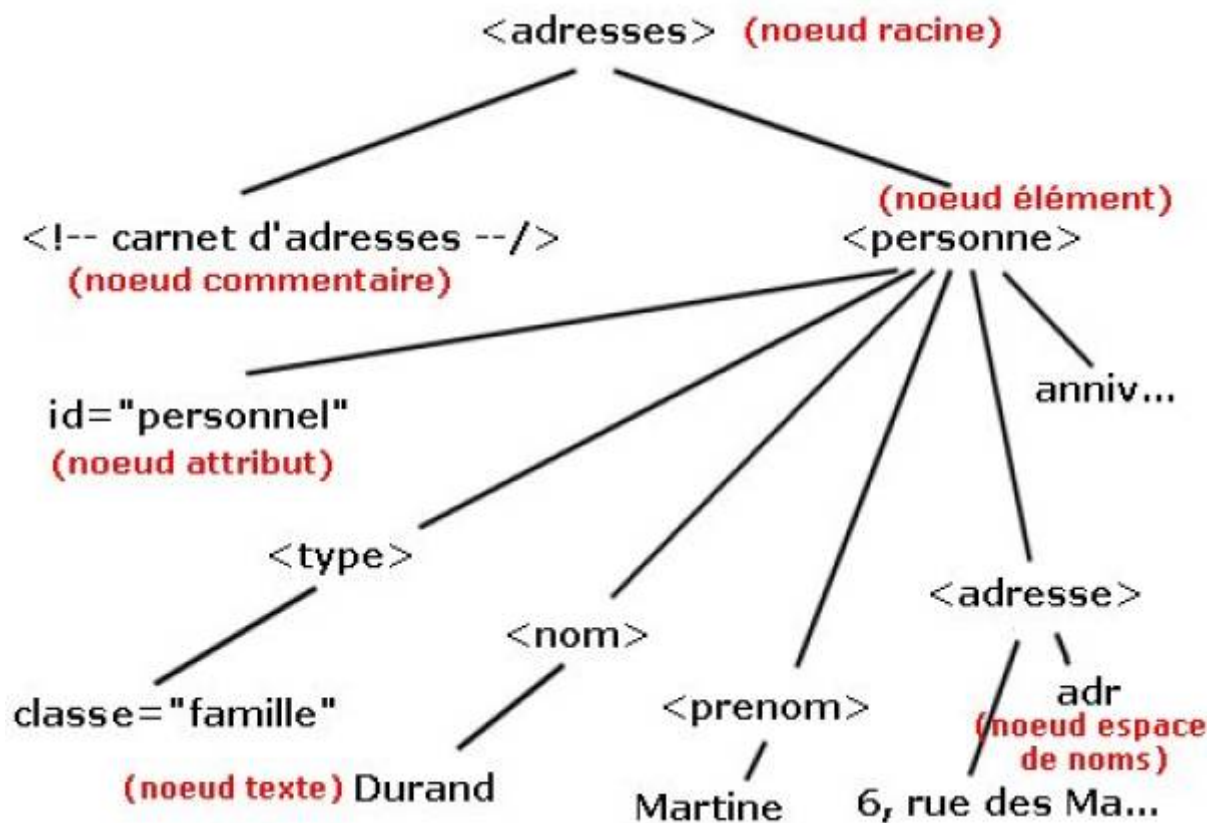 <adresses> (noeud racine)
(noeud élément)
<!-- carnet d'adresses --/>
<personne>
(noeud commentaire)
anniv...
id="personnel"
(noeud attribut)
<type>
<adresse>
<nom>
adr
classe="famille"
<prenom>
(noeud espace
de noms)
(noeud texte) Durand
Martine
6, rue des Ma...